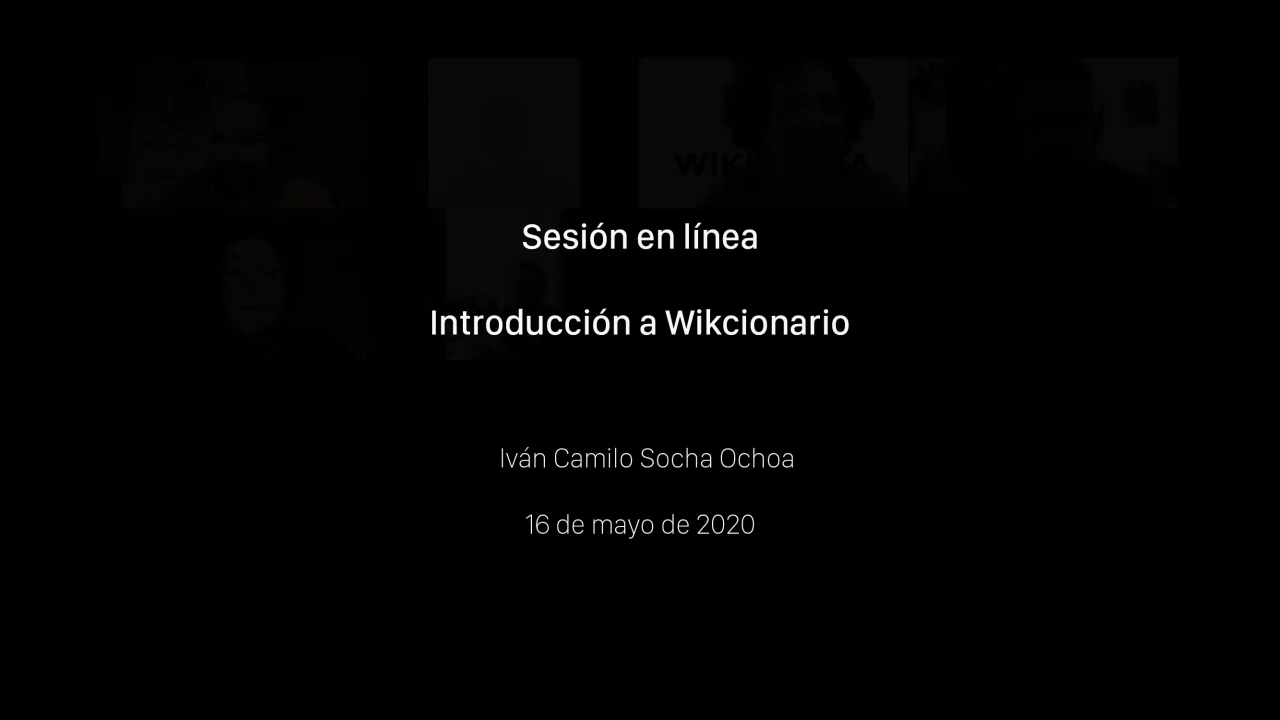 Sesión en línea
Introducción a Wikcionario
Iván Camilo Socha Ochoa
16 de mayo de 2020